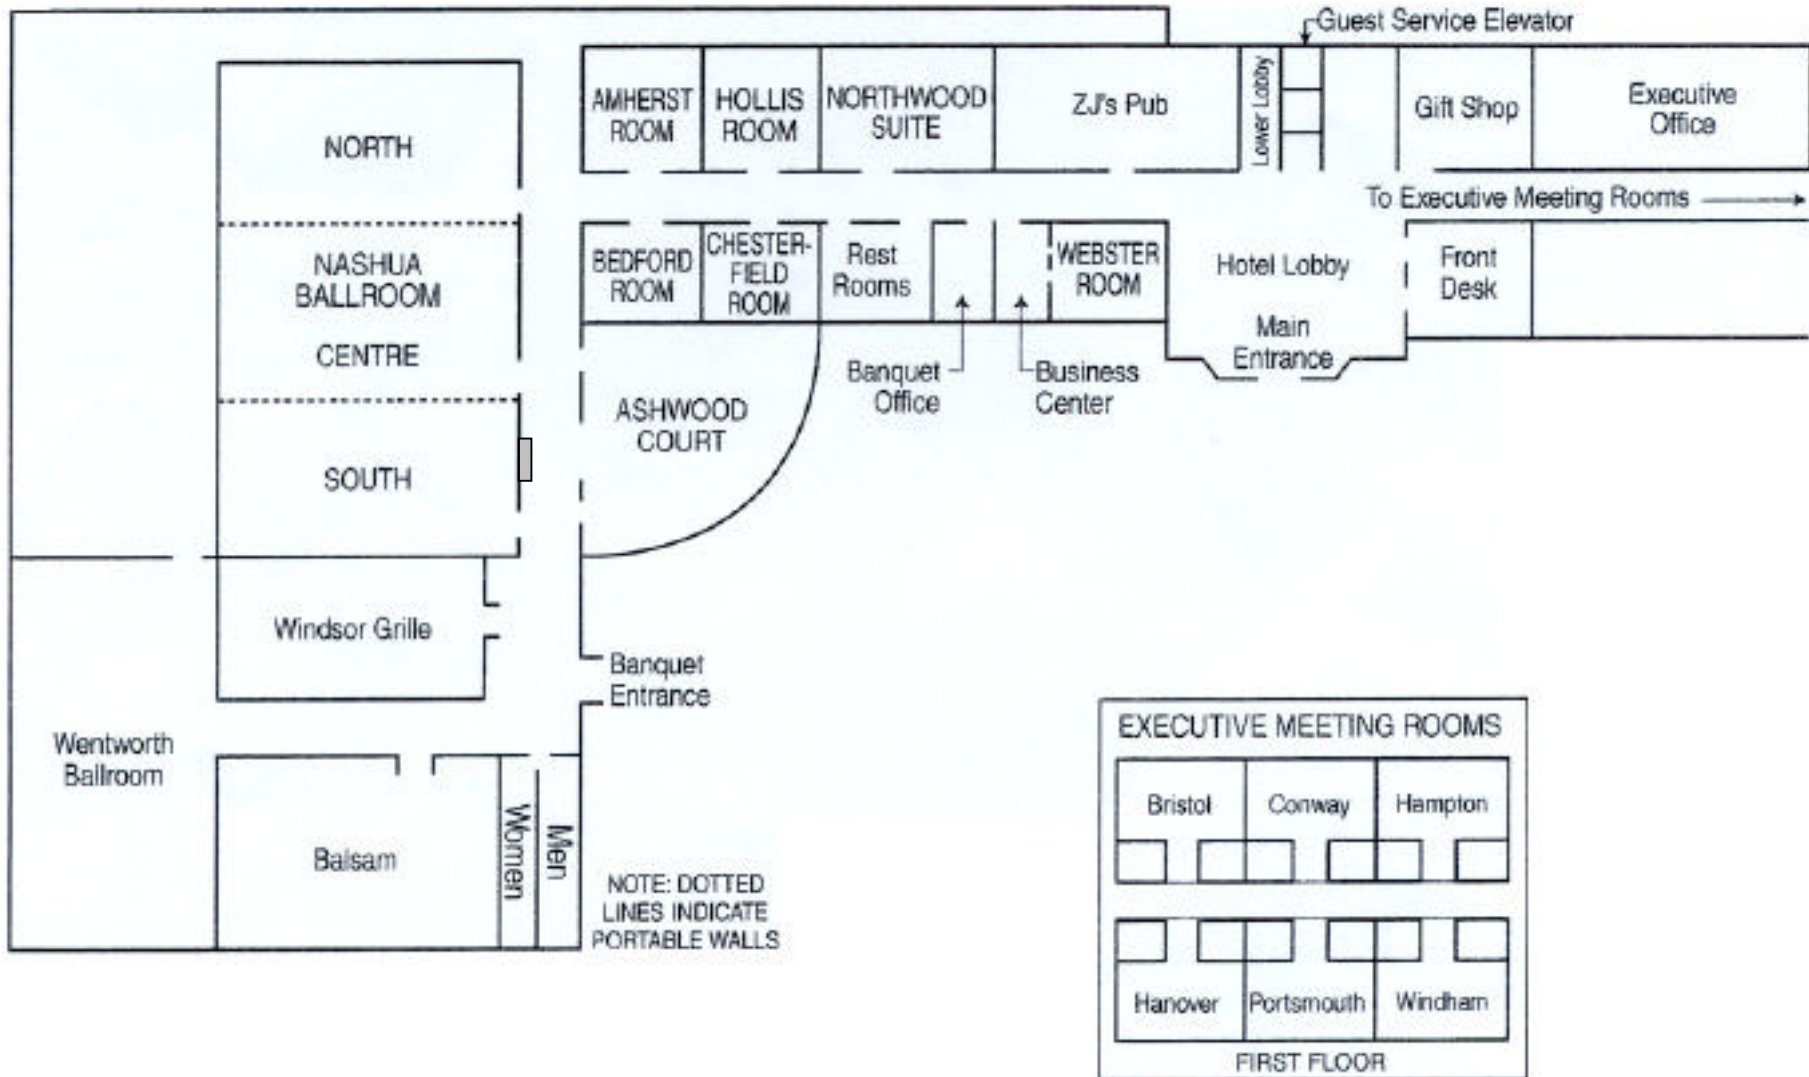 Guest Service Elevator
AMHERST
ROOM
HOLLIS
ROOM
NORTHWOOD
SUITE
ZJ's Pub
Lower Lobby
Gift Shop
Executive
Office
NORTH
To Executive Meeting Rooms
NASHUA
BALLROOM
CENTRE
BEDFORD
ROOM
CHESTER-
FIELD
ROOM
Rest
Rooms
WEBSTER
ROOM
Hotel Lobby
Front
Desk
Main
Entrance
Banquet
Office
Business
Center
ASHWOOD
COURT
SOUTH
Windsor Grille
Banquet
Entrance
Wentworth
Ballroom
Balsam
Women
Men
NOTE: DOTTED
LINES INDICATE
PORTABLE WALLS
EXECUTIVE MEETING ROOMS
Bristol
Conway
Hampton
Hanover
Portsmouth
Windham
FIRST FLOOR